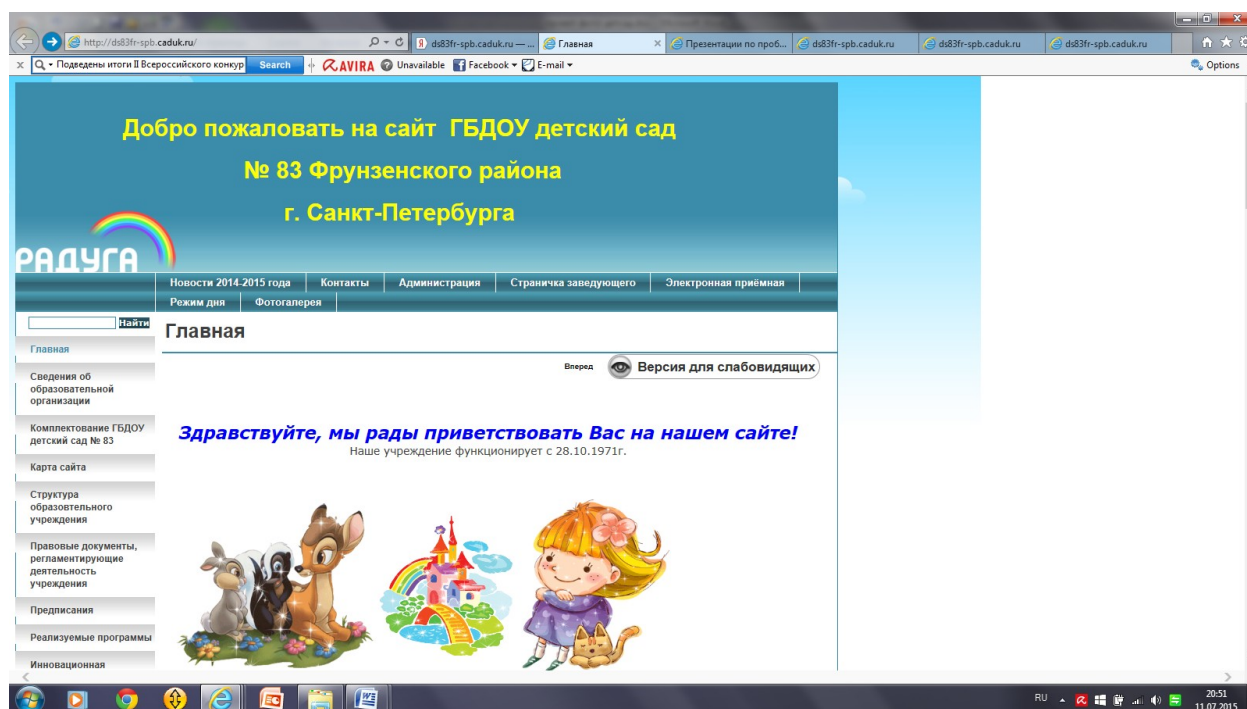 http://ds83fr-spb.caduk.ru/
ds83fr-spb.caduk.ru — ...
Главная
Презентации по проб...
ds83fr-spb.caduk.ru
ds83fr-spb.caduk.ru
ds83fr-spb.caduk.ru
Подведены итоги II Всероссийского конкур
Search
AVIRA
Unavailable
Facebook
E-mail
Options
Добро пожаловать на сайт ГБДОУ детский сад
№ 83 Фрунзенского района
г. Санкт-Петербурга
РАДУГА
Новости 2014-2015 года
Контакты
Администрация
Страничка заведующего
Электронная приёмная
Режим дня
Фотогалерея
Найти
Главная
Вперед
Версия для слабовидящих
Здравствуйте, мы рады приветствовать Вас на нашем сайте!
Наше учреждение функционирует с 28.10.1971г.
Главная
Сведения об
образовательной
организации
Комплектование ГБДОУ
детский сад № 83
Карта сайта
Структура
образовтельного
учреждения
Правовые документы,
регламентирующие
деятельность
учреждения
Предписания
Реализуемые программы
Инновационная
RU
20:51
11.07.2015